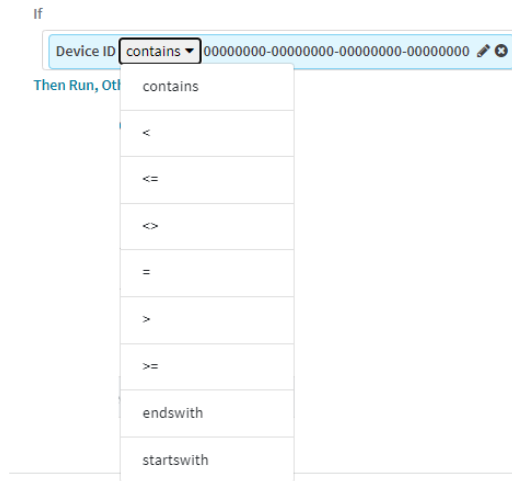 If
Device ID contains 00000000-00000000-00000000-00000000
Then Run, Oth
contains
<
<=
<>
=
>
>=
endswith
startswith